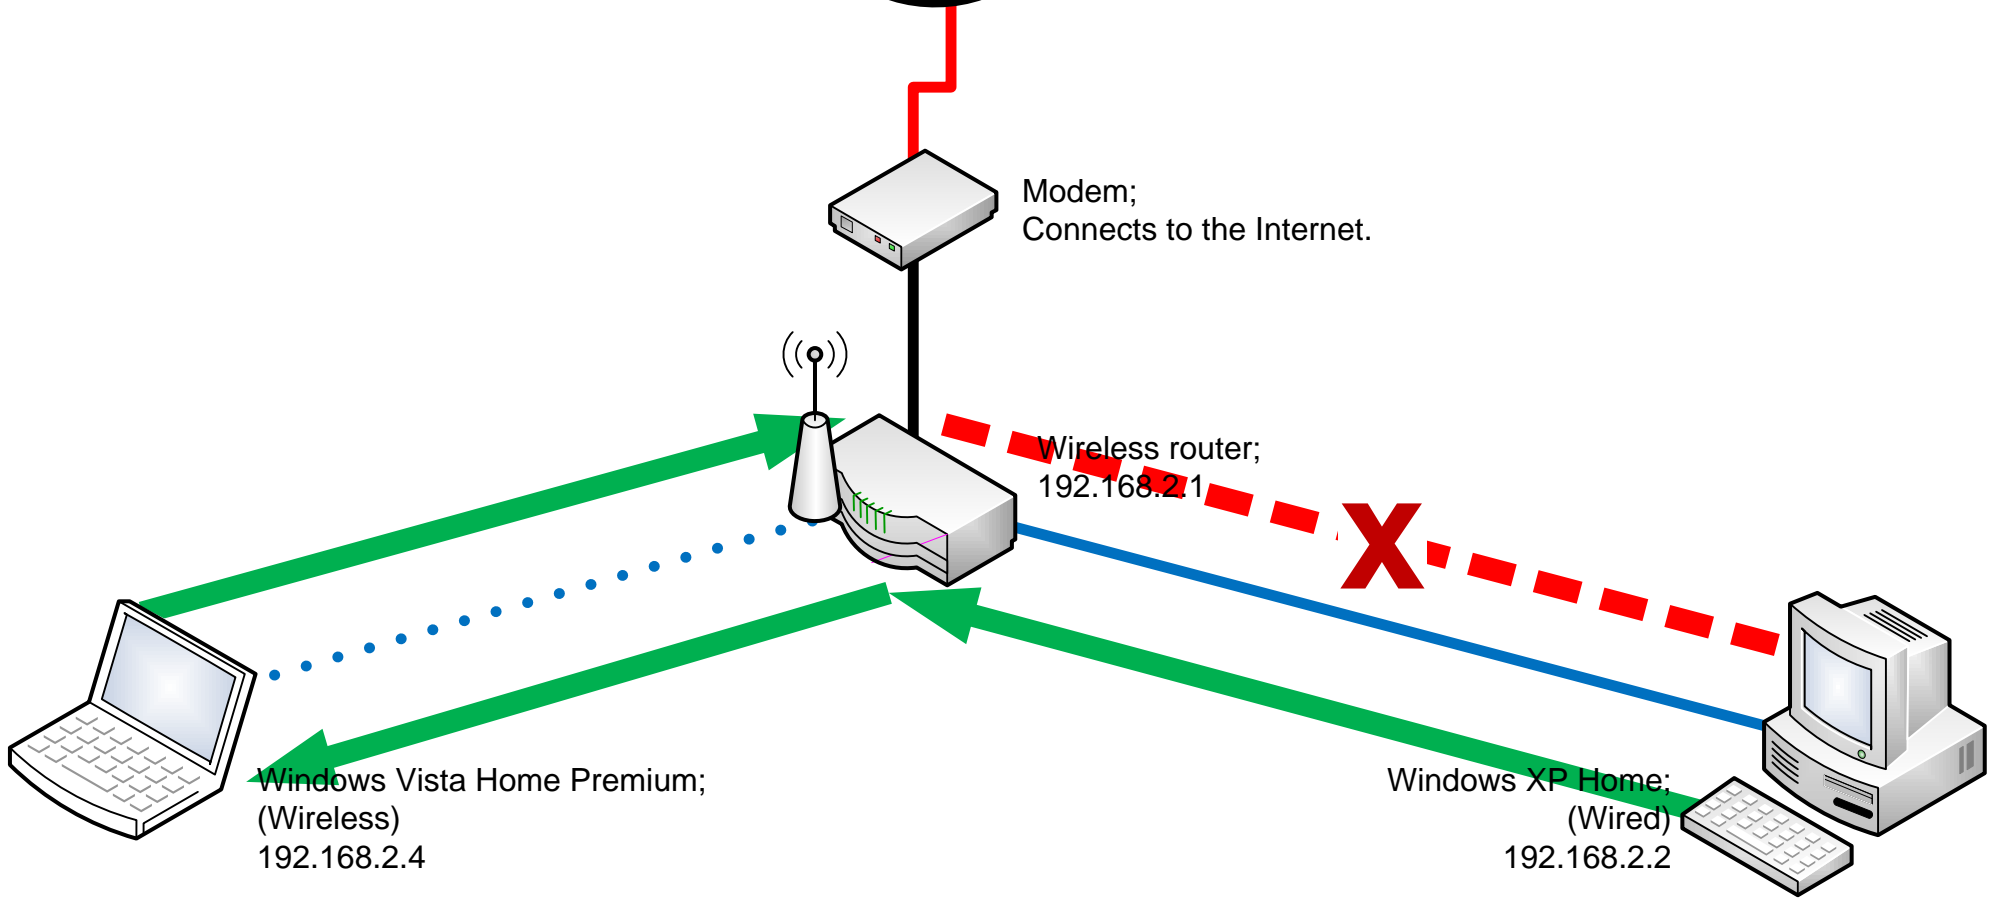 Modem;
Connects to the Internet.
Wireless router;
192.168.2.1
X
Windows Vista Home Premium;
(Wireless)
192.168.2.4
Windows XP Home;
(Wired)
192.168.2.2